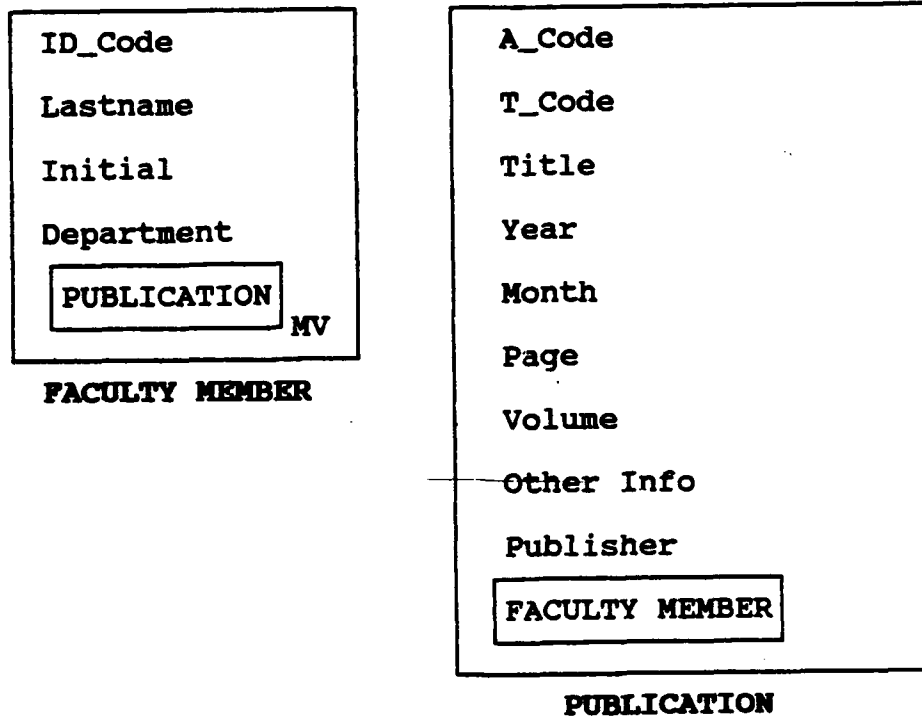 ID_Code
Lastname
Initial
Department
PUBLICATION
MV
FACULTY MEMBER
A_Code
T_Code
Title
Year
Month
Page
Volume
Other Info
Publisher
FACULTY MEMBER
PUBLICATION